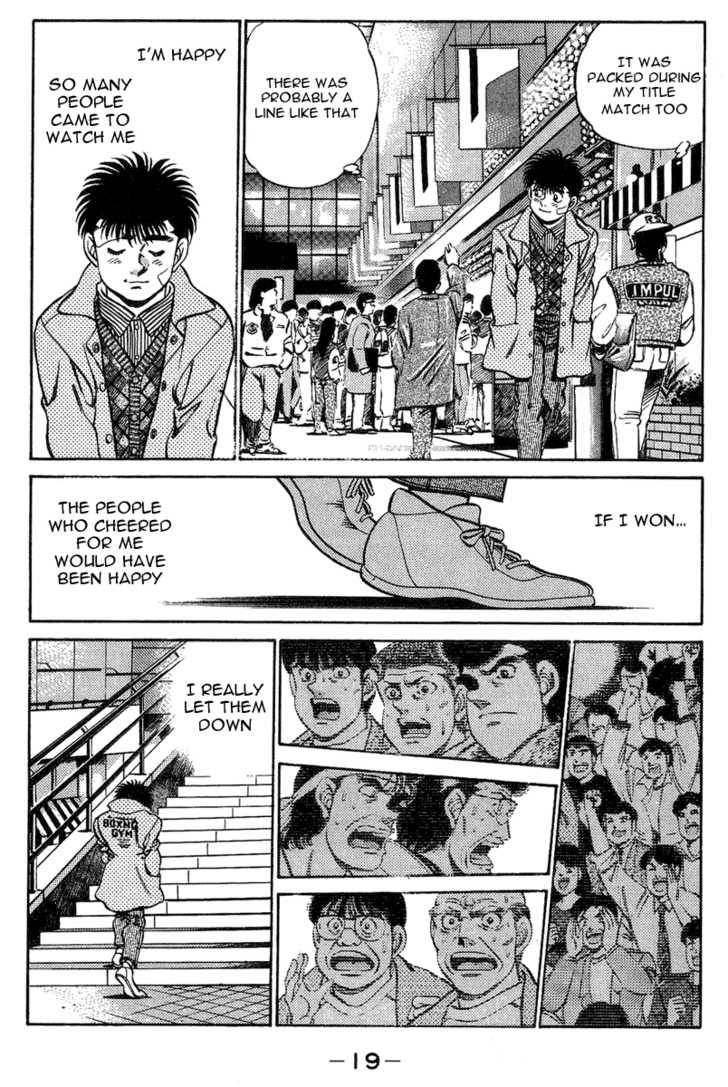 IT WAS
PACKED DURING
MY TITLE
MATCH TOO
THERE WAS
PROBABLY A
LINE LIKE THAT
JIMPUL
I'M HAPPY
SO MANY
PEOPLE
CAME TO
WATCH ME
IF I WON...
THE PEOPLE
WHO CHEERED
FOR ME
WOULD HAVE
BEEN HAPPY
I REALLY
LET THEM
DOWN
BOXING
GYM
-19-